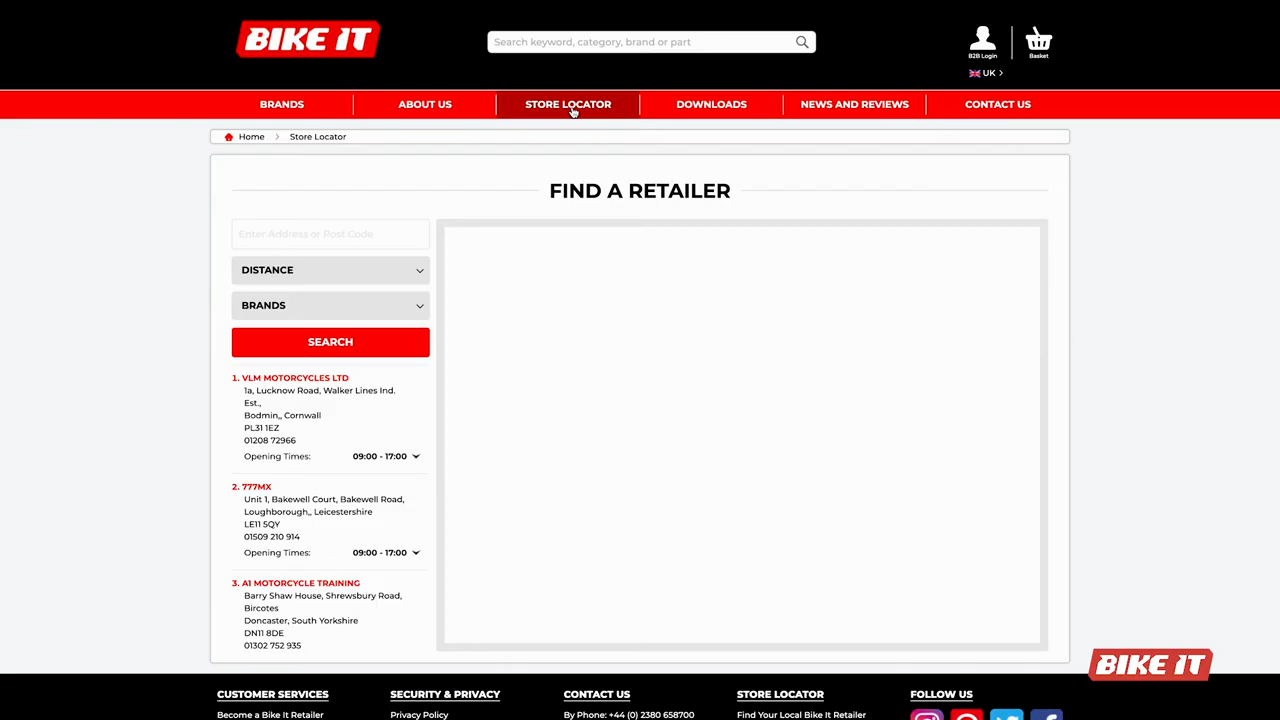 BIKE IT
Search keyword, category, brand or part
B2B Login
Basket
UK
BRANDS
ABOUT US
STORE LOCATOR
DOWNLOADS
NEWS AND REVIEWS
CONTACT US
Home
Store Locator
FIND A RETAILER
Enter Address or Post Code
DISTANCE
BRANDS
SEARCH
1. VLM MOTORCYCLES LTD
1a, Lucknow Road, Walker Lines Ind.
Est.,
Bodmin,, Cornwall
PL31 1EZ
01208 72966
Opening Times: 09:00 - 17:00
2. 777MX
Unit 1, Bakewell Court, Bakewell Road,
Loughborough,, Leicestershire
LE11 5QY
01509 210 914
Opening Times: 09:00 - 17:00
3. A1 MOTORCYCLE TRAINING
Barry Shaw House, Shrewsbury Road,
Bircotes
Doncaster, South Yorkshire
DN11 8DE
01302 752 935
BIKE IT
CUSTOMER SERVICES
Become a Bike It Retailer
SECURITY & PRIVACY
Privacy Policy
CONTACT US
By Phone: +44 (0) 2380 658700
STORE LOCATOR
Find Your Local Bike It Retailer
FOLLOW US